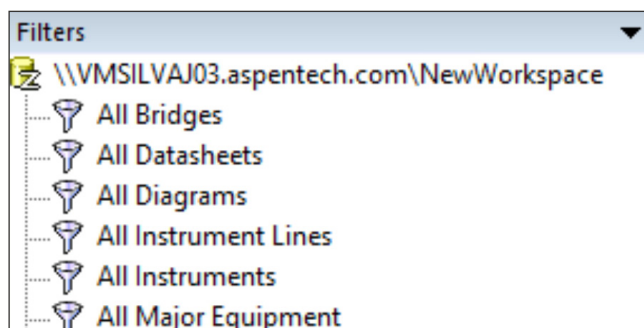 Filters
\\VMSILVAJ03.aspentech.com\NewWorkspace
All Bridges
All Datasheets
All Diagrams
All Instrument Lines
All Instruments
All Major Equipment